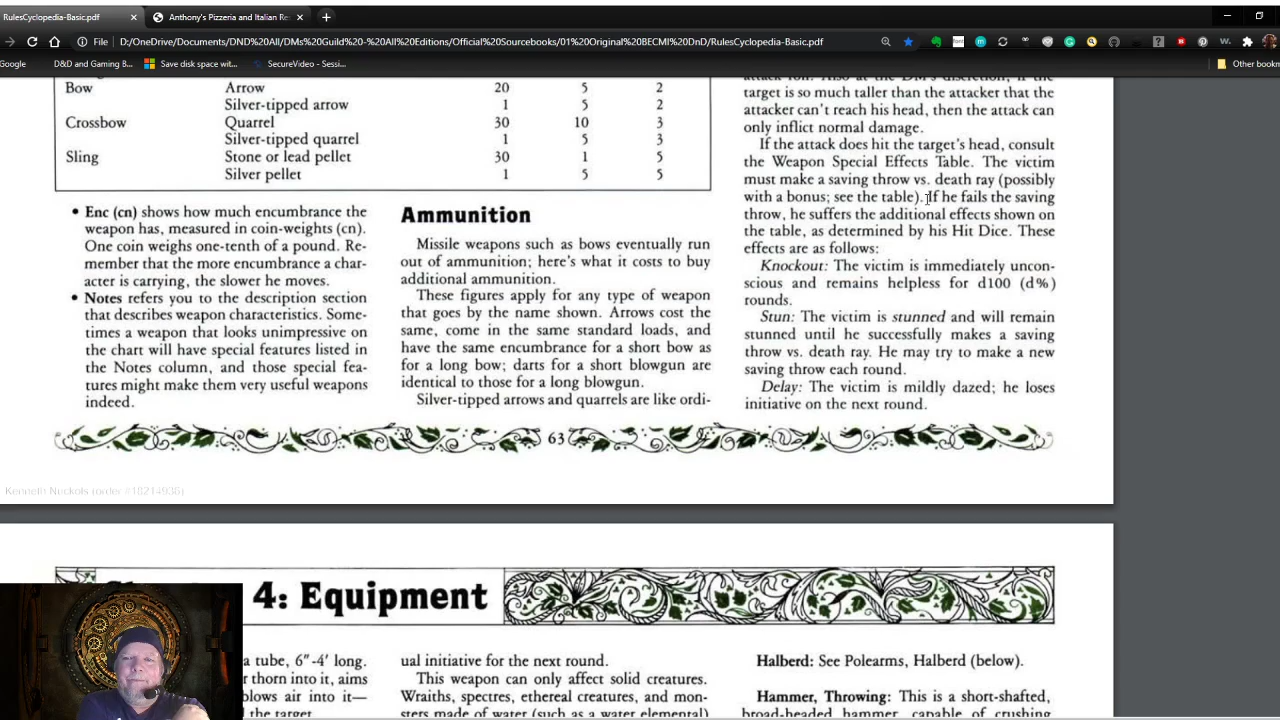 RulesCyclopedia-Basic.pdf
Anthony's Pizzeria and Italian Re
File
D:/OneDrive/Documents/DND%20All/DMs%20Guild%20-%20All%20Editions/Official%20Sourcebooks/01%20Original%20BECMI%20DnD/RulesCyclopedia-Basic.pdf
Google
D&D and Gaming B...
Save disk space wit...
SecureVideo - Sessi...
Other bookm
Bow Arrow 20 5 2
Silver-tipped arrow 1 5 2
Crossbow Quarrel 30 10 3
Silver-tipped quarrel 1 5 3
Sling Stone or lead pellet 30 1 5
Silver pellet 1 5 5
• Enc (cn) shows how much encumbrance the
weapon has, measured in coin-weights (cn).
One coin weighs one-tenth of a pound. Re-
member that the more encumbrance a char-
acter is carrying, the slower he moves.
• Notes refers you to the description section
that describes weapon characteristics. Some-
times a weapon that looks unimpressive on
the chart will have special features listed in
the Notes column, and those special fea-
tures might make them very useful weapons
indeed.
Ammunition
Missile weapons such as bows eventually run
out of ammunition; here's what it costs to buy
additional ammunition.
These figures apply for any type of weapon
that goes by the name shown. Arrows cost the
same, come in the same standard loads, and
have the same encumbrance for a short bow as
for a long bow; darts for a short blowgun are
identical to those for a long blowgun.
Silver-tipped arrows and quarrels are like ordi-
attack roll. Also at the DM's discretion, if the
target is so much taller than the attacker that the
attacker can't reach his head, then the attack can
only inflict normal damage.
If the attack does hit the target's head, consult
the Weapon Special Effects Table. The victim
must make a saving throw vs. death ray (possibly
with a bonus; see the table). If he fails the saving
throw, he suffers the additional effects shown on
the table, as determined by his Hit Dice. These
effects are as follows:
Knockout: The victim is immediately uncon-
scious and remains helpless for d100 (d%)
rounds.
Stun: The victim is stunned and will remain
stunned until he successfully makes a saving
throw vs. death ray. He may try to make a new
saving throw each round.
Delay: The victim is mildly dazed; he loses
initiative on the next round.
63
Kenneth Nuckols (order #18214936)
4: Equipment
a tube, 6"-4' long.
r thorn into it, aims
blows air into it—
the target.
ual initiative for the next round.
This weapon can only affect solid creatures.
Wraiths, spectres, ethereal creatures, and mon-
sters made of water (such as a water elemental)
Halberd: See Polearms, Halberd (below).
Hammer, Throwing: This is a short-shafted,
broad-headed hammer, capable of crushing